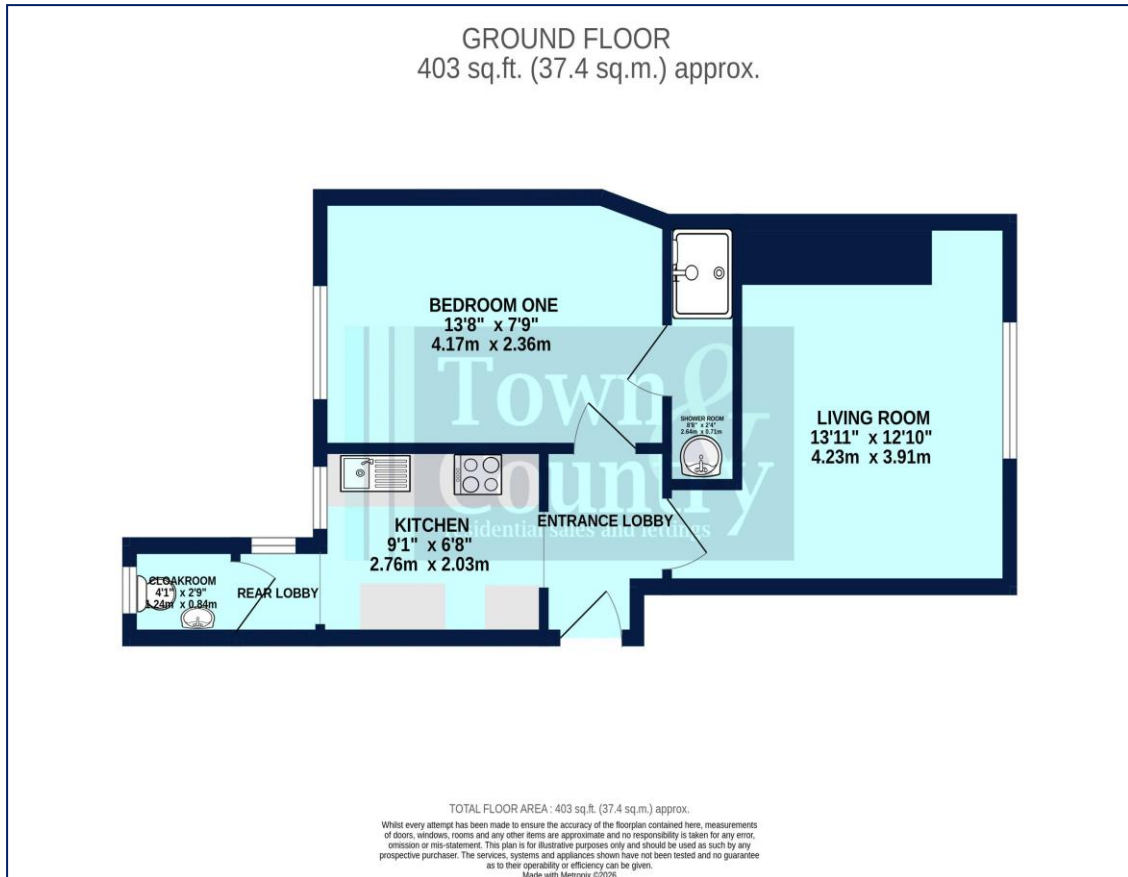 GROUND FLOOR
403 sq.ft. (37.4 sq.m.) approx.
BEDROOM ONE
13'8" x 7'9"
4.17m x 2.36m
Town &
Country
residential sales and lettings
SHOWER ROOM
8'8" x 2'4"
2.64m x 0.71m
LIVING ROOM
13'11" x 12'10"
4.23m x 3.91m
KITCHEN
9'1" x 6'8"
2.76m x 2.03m
ENTRANCE LOBBY
CLOAKROOM
4'1" x 2'9"
1.24m x 0.84m
REAR LOBBY
TOTAL FLOOR AREA : 403 sq.ft. (37.4 sq.m.) approx.
Whilst every attempt has been made to ensure the accuracy of the floorplan contained here, measurements
of doors, windows, rooms and any other items are approximate and no responsibility is taken for any error,
omission or mis-statement. This plan is for illustrative purposes only and should be used as such by any
prospective purchaser. The services, systems and appliances shown have not been tested and no guarantee
as to their operability or efficiency can be given.
Made with Metropix ©2026